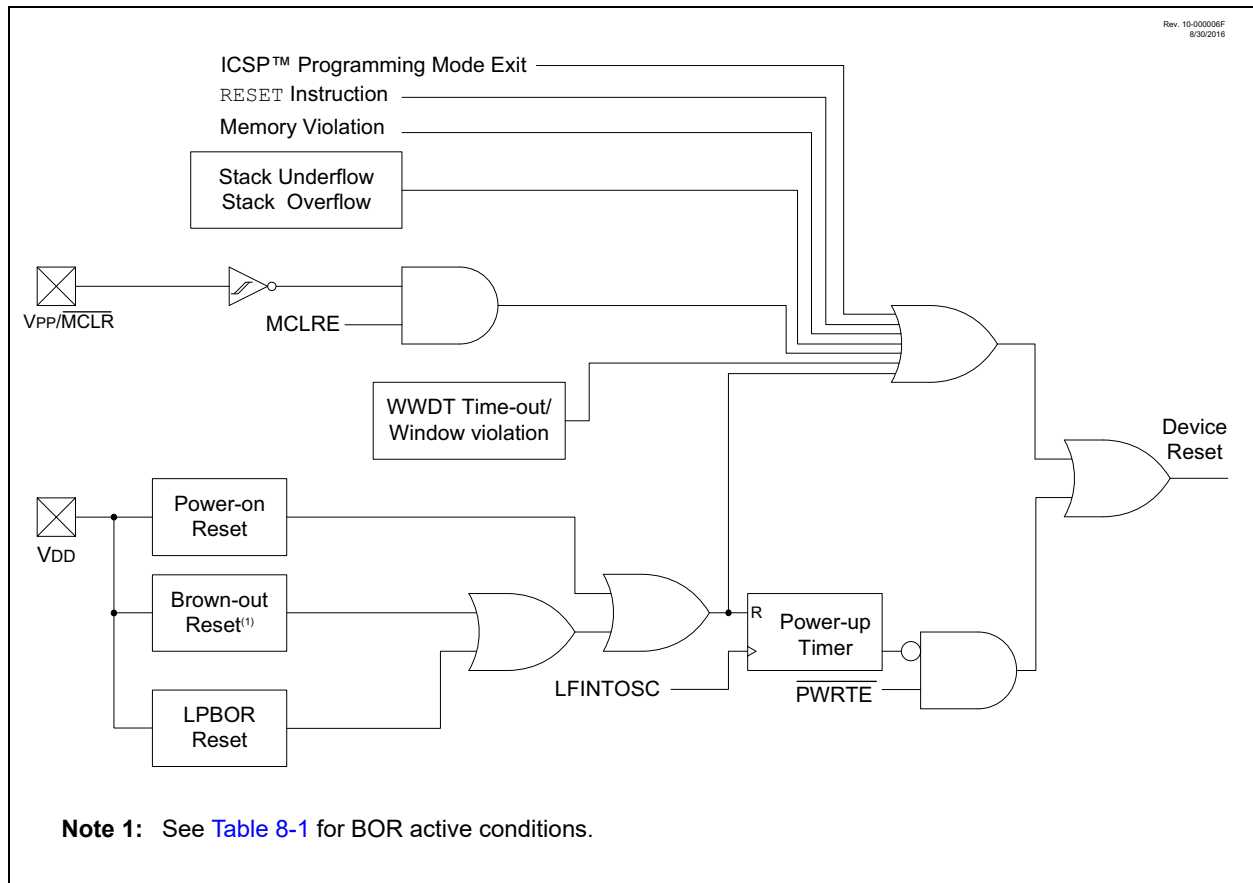 Rev. 10-000006F
8/30/2016
ICSP™ Programming Mode Exit
RESET Instruction
Memory Violation
Stack Underflow
Stack Overflow
VPP/MCLR
MCLRE
WWDT Time-out/
Window violation
Device
Reset
VDD
Power-on
Reset
Brown-out
Reset(1)
R
Power-up
Timer
LFINTOSC
PWRTE
LPBOR
Reset
Note 1: See Table 8-1 for BOR active conditions.